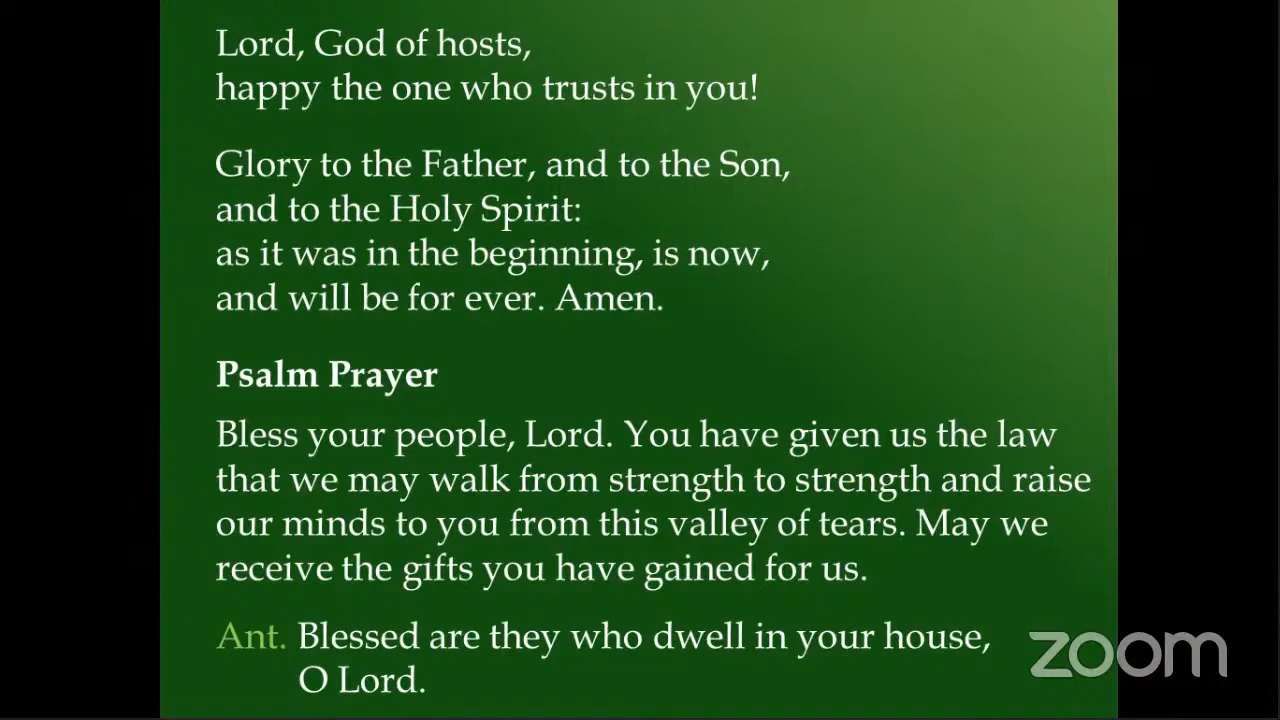 Lord, God of hosts,
happy the one who trusts in you!
Glory to the Father, and to the Son,
and to the Holy Spirit:
as it was in the beginning, is now,
and will be for ever. Amen.
Psalm Prayer
Bless your people, Lord. You have given us the law
that we may walk from strength to strength and raise
our minds to you from this valley of tears. May we
receive the gifts you have gained for us.
Ant. Blessed are they who dwell in your house,
O Lord.
zoom